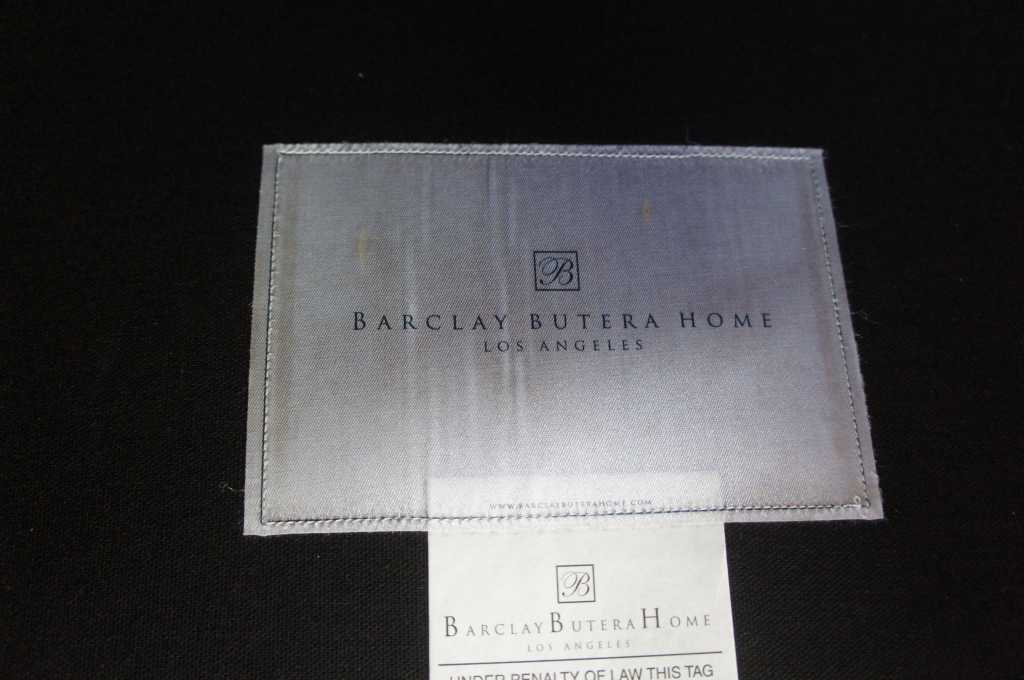 B
BARCLAY BUTERA HOME
LOS ANGELES
WWW.BARCLAYBUTERAHOME.COM
B
BARCLAY BUTERA HOME
LOS ANGELES
UNDER PENALTY OF LAW THIS TAG